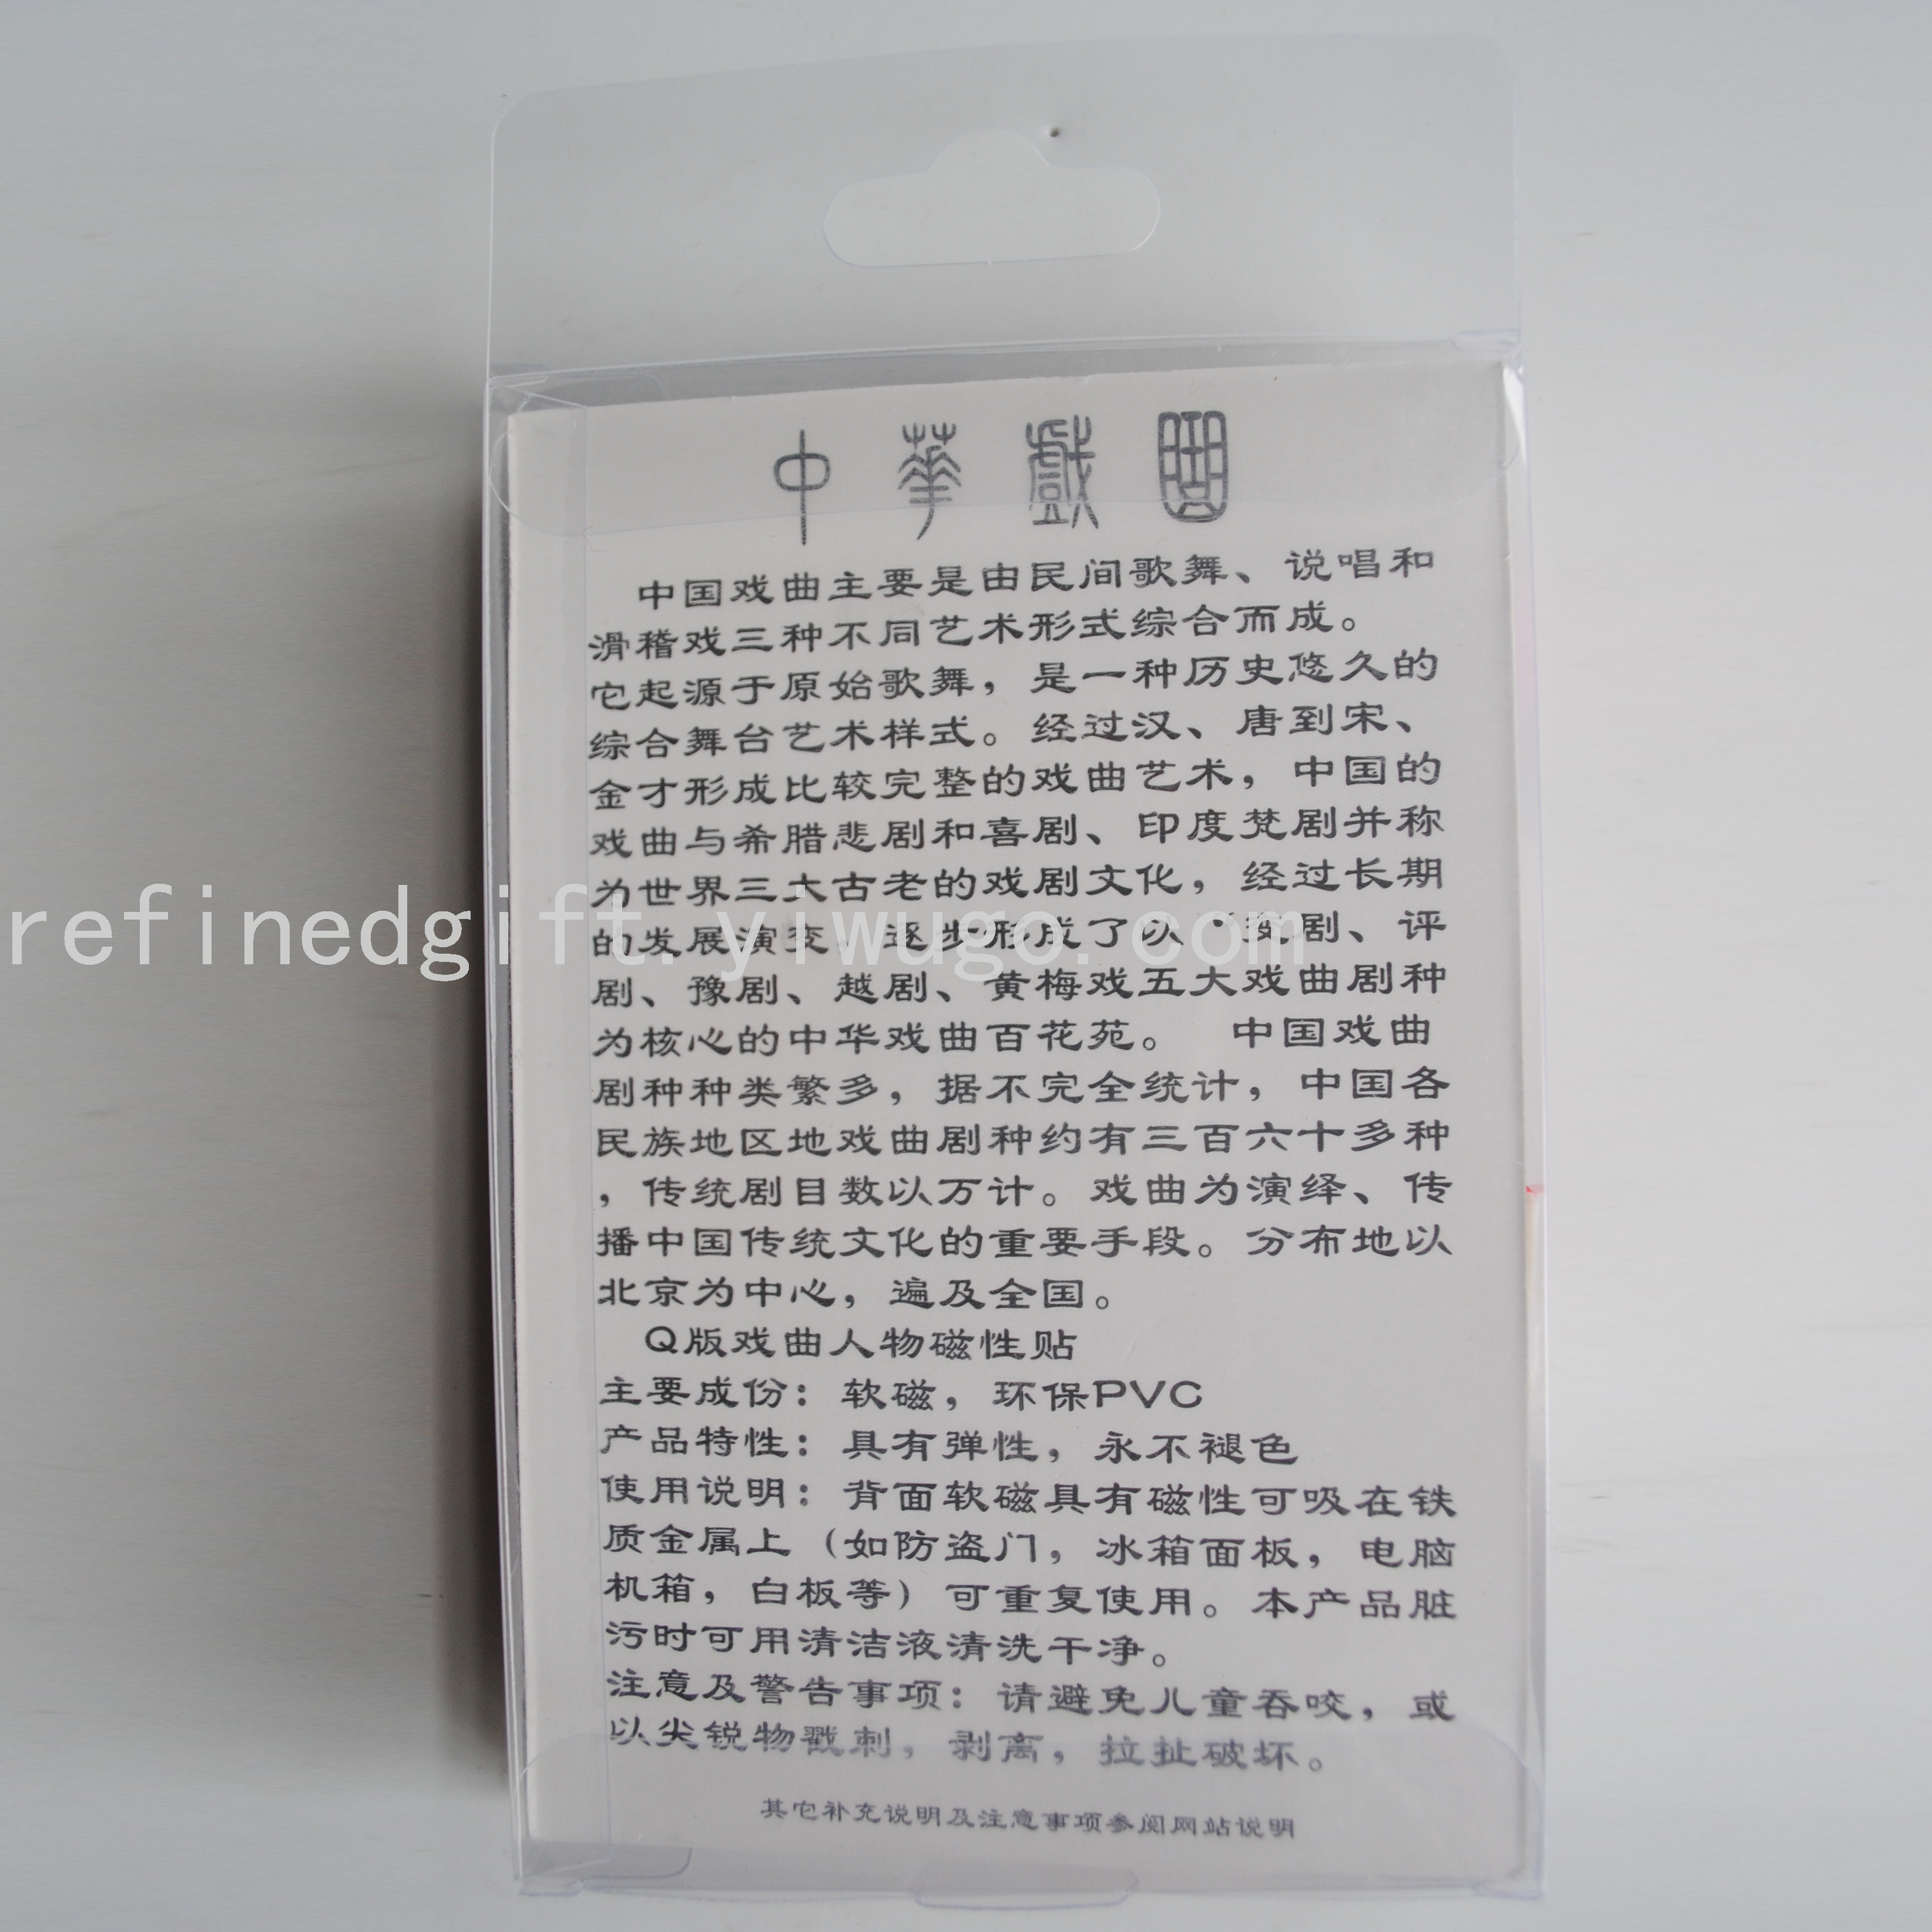 中華戲曲
中国戏曲主要是由民间歌舞、说唱和
滑稽戏三种不同艺术形式综合而成。
它起源于原始歌舞，是一种历史悠久的
综合舞台艺术样式。经过汉、唐到宋、
金才形成比较完整的戏曲艺术，中国的
戏曲与希腊悲剧和喜剧、印度梵剧并称
为世界三大古老的戏剧文化，经过长期
refinedgift.yiwugo.com
的发展演变，逐步形成了以 剧、评
剧、豫剧、越剧、黄梅戏五大戏曲剧种
为核心的中华戏曲百花苑。 中国戏曲
剧种种类繁多，据不完全统计，中国各
民族地区地戏曲剧种约有三百六十多种
，传统剧目数以万计。戏曲为演绎、传
播中国传统文化的重要手段。分布地以
北京为中心，遍及全国。
Q版戏曲人物磁性贴
主要成份：软磁，环保PVC
产品特性：具有弹性，永不褪色
使用说明：背面软磁具有磁性可吸在铁
质金属上（如防盗门，冰箱面板，电脑
机箱，白板等）可重复使用。本产品脏
污时可用清洁液清洗干净。
注意及警告事项：请避免儿童吞咬，或
以尖锐物戳刺，剥离，拉扯破坏。
其它补充说明及注意事项参阅网站说明